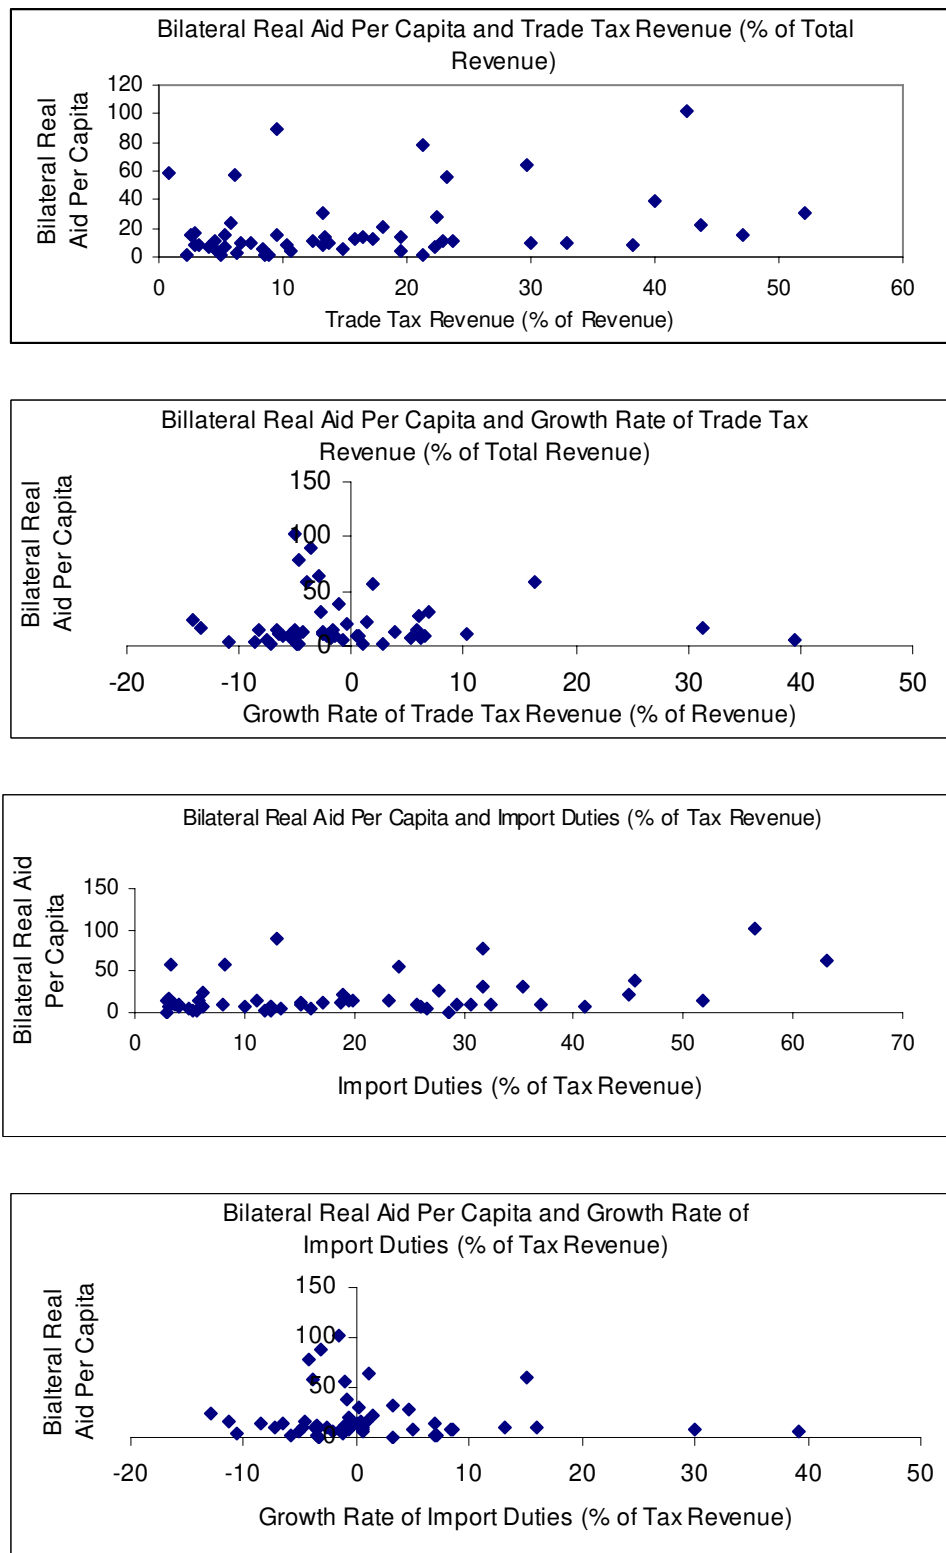 Bilateral Real Aid Per Capita and Trade Tax Revenue (% of Total
Revenue)
Bilateral Real
Aid Per Capita
120
100
80
60
40
20
0
0 10 20 30 40 50 60
Trade Tax Revenue (% of Revenue)
Billateral Real Aid Per Capita and Growth Rate of Trade Tax
Revenue (% of Total Revenue)
Bilateral Real
Aid Per Capita
150
100
50
0
-20 -10 0 10 20 30 40 50
Growth Rate of Trade Tax Revenue (% of Revenue)
Bilateral Real Aid Per Capita and Import Duties (% of Tax Revenue)
Bilateral Real Aid
Per Capita
150
100
50
0
0 10 20 30 40 50 60 70
Import Duties (% of Tax Revenue)
Bilateral Real Aid Per Capita and Growth Rate of
Import Duties (% of Tax Revenue)
Bialteral Real
Aid Per Capita
150
100
50
0
-20 -10 0 10 20 30 40 50
Growth Rate of Import Duties (% of Tax Revenue)